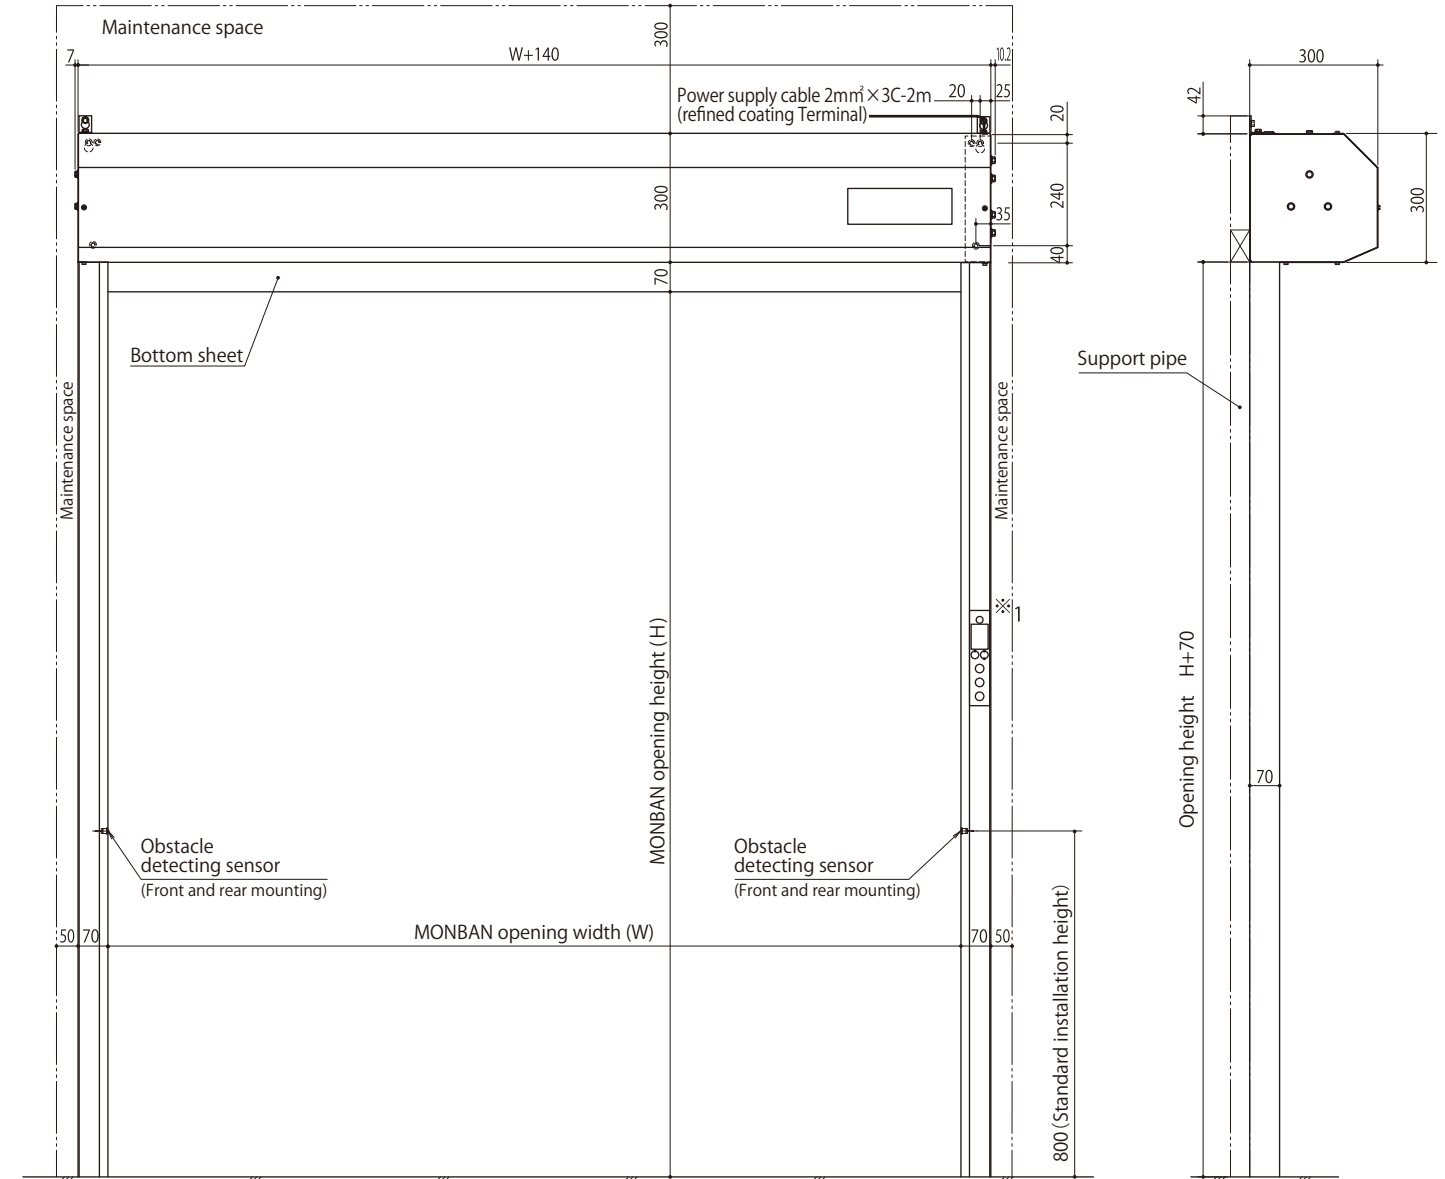 Maintenance space
300
7
W+140
10.2
300
Power supply cable 2mm²×3C-2m
(refined coating Terminal)
20
25
20
42
300
240
300
35
40
70
Bottom sheet
Support pipe
Maintenance space
Maintenance space
※1
MONBAN opening height (H)
Opening height H+70
70
Obstacle
detecting sensor
(Front and rear mounting)
Obstacle
detecting sensor
(Front and rear mounting)
50
70
MONBAN opening width (W)
70
50
800 (Standard installation height)